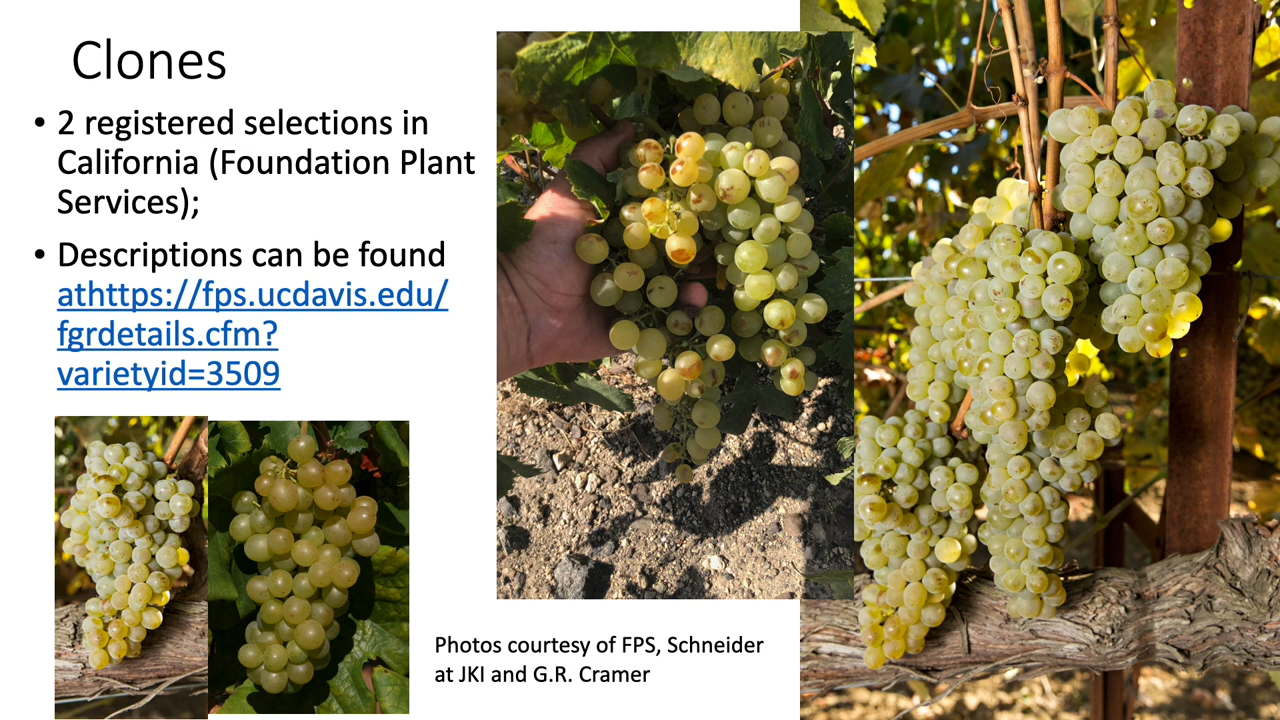 Clones
• 2 registered selections in
California (Foundation Plant
Services);
• Descriptions can be found
athttps://fps.ucdavis.edu/
fgrdetails.cfm?
varietyid=3509
Photos courtesy of FPS, Schneider
at JKI and G.R. Cramer